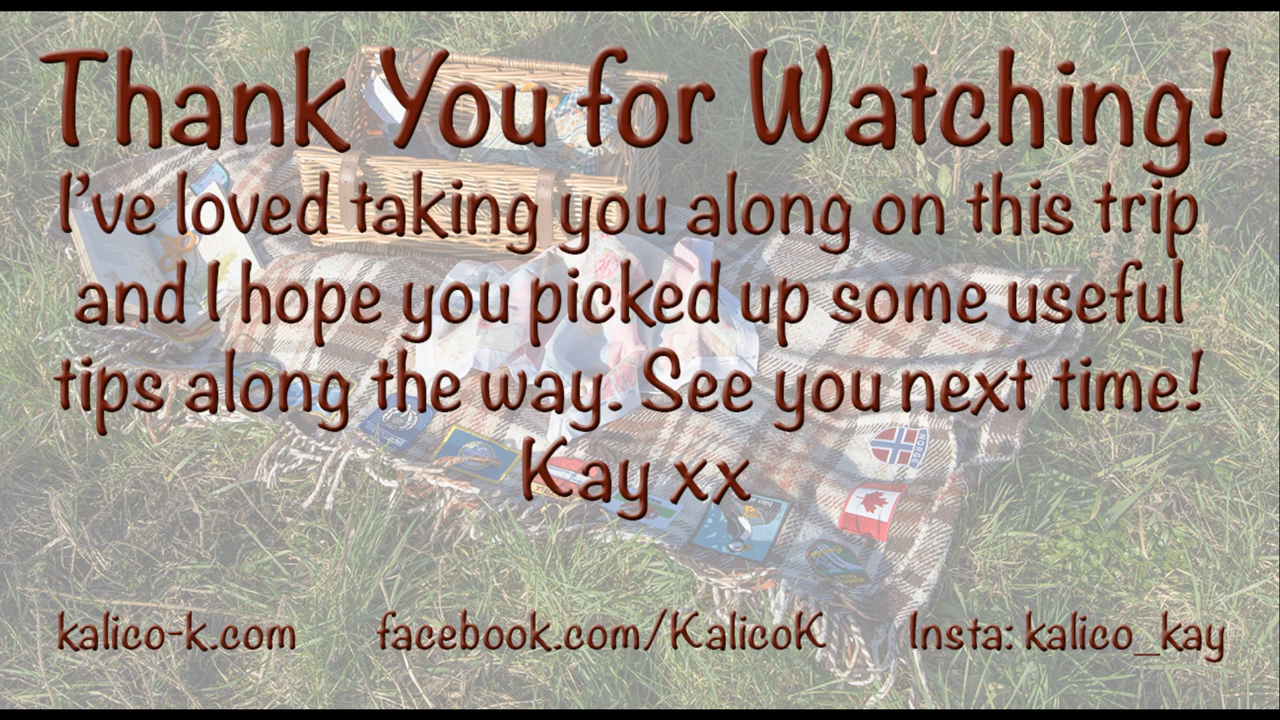 Thank You for Watching!
I've loved taking you along on this trip
and I hope you picked up some useful
tips along the way. See you next time!
Kay xx
NORGE
kalico-k.com facebook.com/KalicoK Insta: kalico_kay